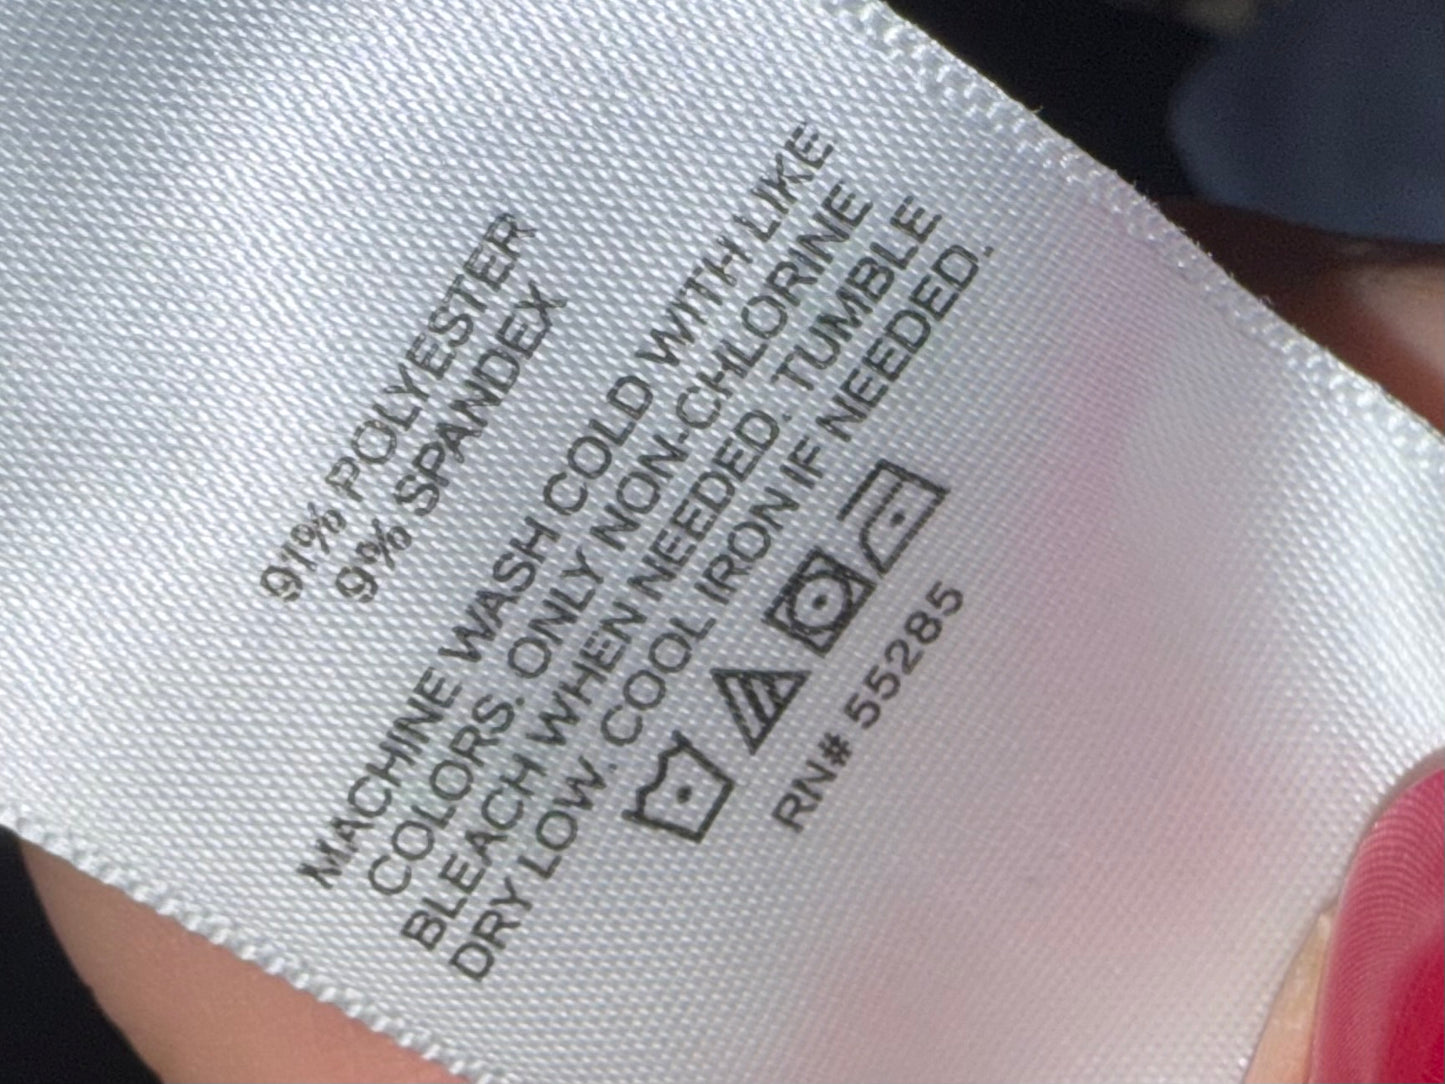 91% POLYESTER
9% SPANDEX
MACHINE WASH COLD WITH LIKE
COLORS. ONLY NON-CHLORINE
BLEACH WHEN NEEDED. TUMBLE
DRY LOW. COOL IRON IF NEEDED.
RN# 55285